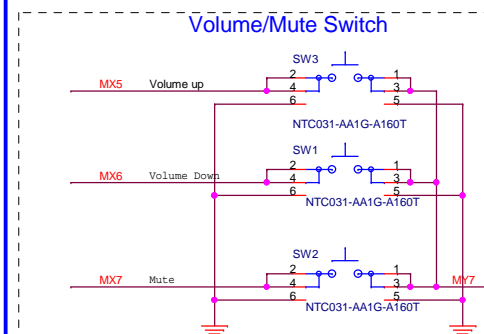 Volume/Mute Switch
SW3
2 1
MX5 Volume up 4 3
6 5
NTC031-AA1G-A160T
SW1
2 1
MX6 Volume Down 4 3
6 5
NTC031-AA1G-A160T
SW2
2 1
MX7 Mute 4 3 MY7
6 5
NTC031-AA1G-A160T